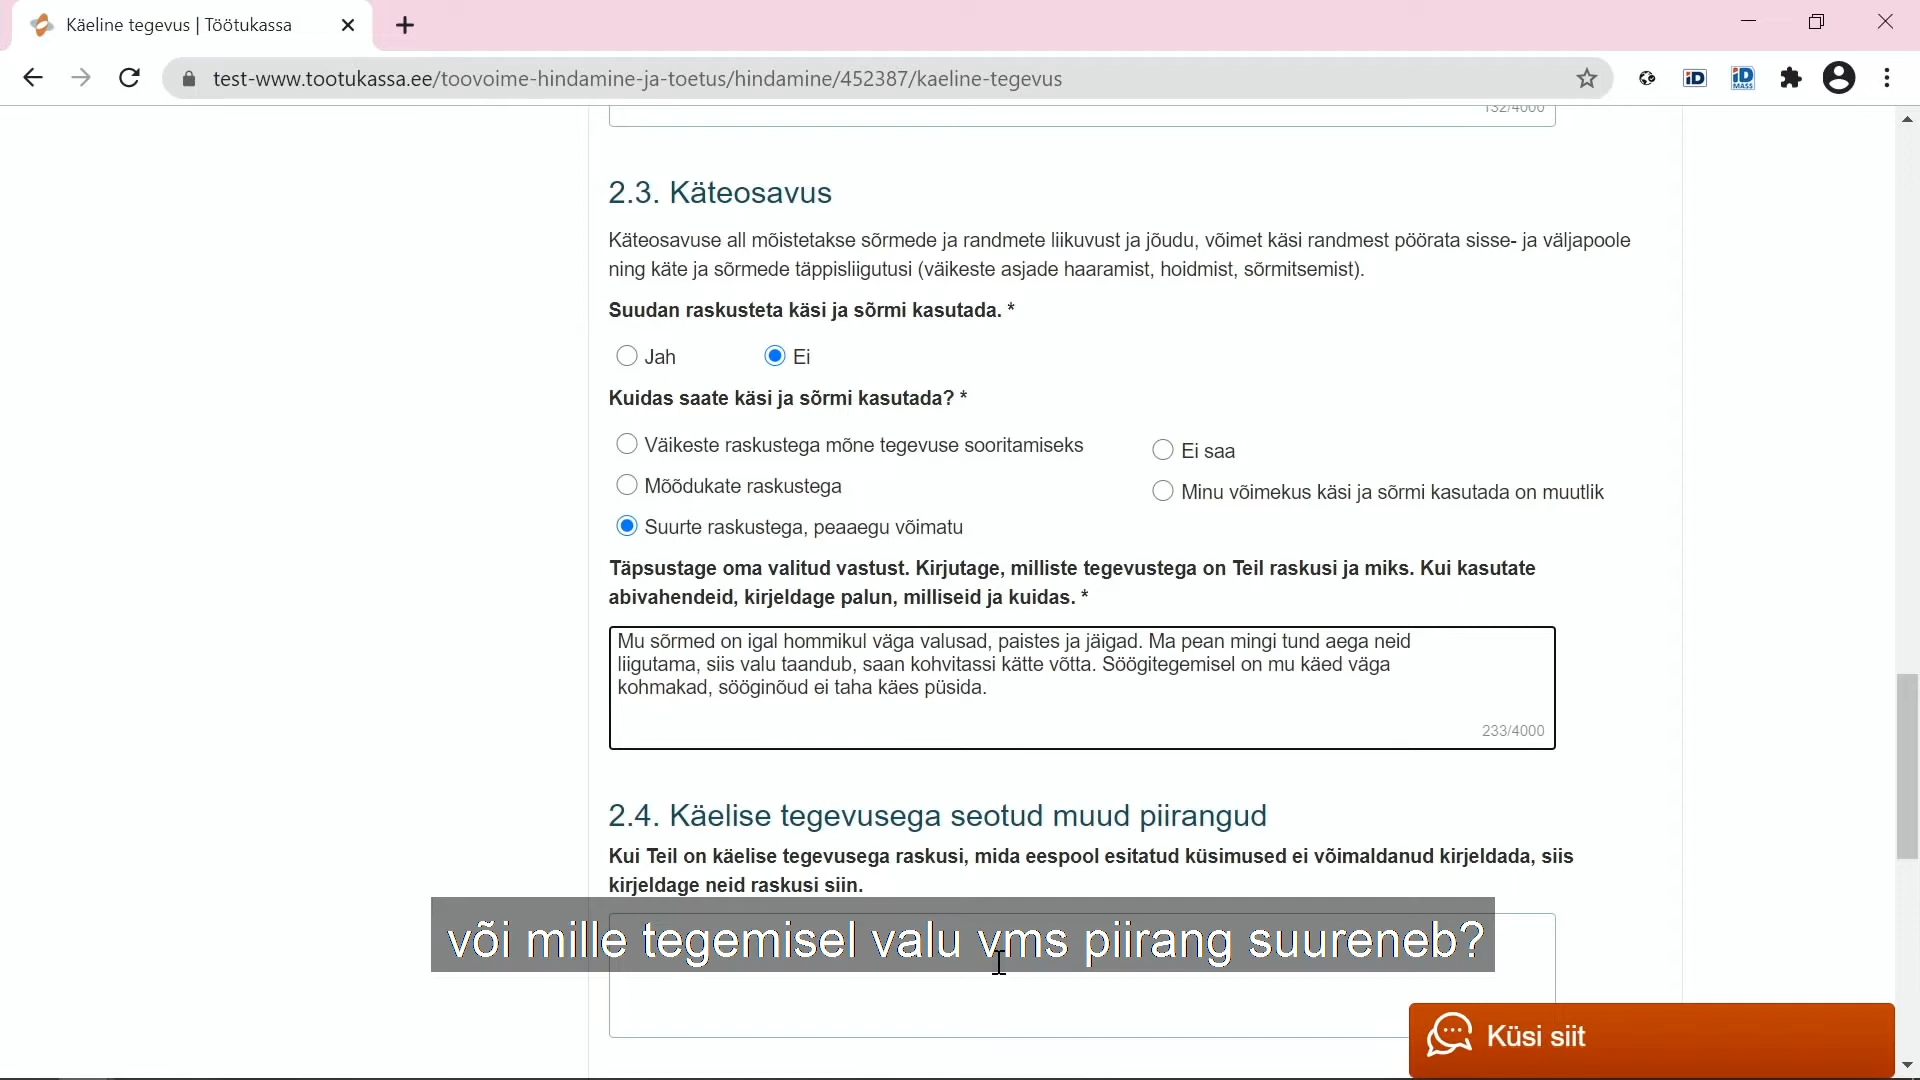 Käeline tegevus | Töötukassa
test-www.tootukassa.ee/toovoime-hindamine-ja-toetus/hindamine/452387/kaeline-tegevus
iD
iD
MASS
132/4000
2.3. Käteosavus
Käteosavuse all mõistetakse sõrmede ja randmete liikuvust ja jõudu, võimet käsi randmest pöörata sisse- ja väljapoole
ning käte ja sõrmede täppisliigutusi (väikeste asjade haaramist, hoidmist, sõrmitsemist).
Suudan raskusteta käsi ja sõrmi kasutada. *
Jah
Ei
Kuidas saate käsi ja sõrmi kasutada? *
Väikeste raskustega mõne tegevuse sooritamiseks
Ei saa
Mõõdukate raskustega
Minu võimekus käsi ja sõrmi kasutada on muutlik
Suurte raskustega, peaaegu võimatu
Täpsustage oma valitud vastust. Kirjutage, milliste tegevustega on Teil raskusi ja miks. Kui kasutate
abivahendeid, kirjeldage palun, milliseid ja kuidas. *
Mu sõrmed on igal hommikul väga valusad, paistes ja jäigad. Ma pean mingi tund aega neid
liigutama, siis valu taandub, saan kohvitassi kätte võtta. Söögitegemisel on mu käed väga
kohmakad, sööginõud ei taha käes püsida.
233/4000
2.4. Käelise tegevusega seotud muud piirangud
Kui Teil on käelise tegevusega raskusi, mida eespool esitatud küsimused ei võimaldanud kirjeldada, siis
kirjeldage neid raskusi siin.
või mille tegemisel valu vms piirang suureneb?
Küsi siit